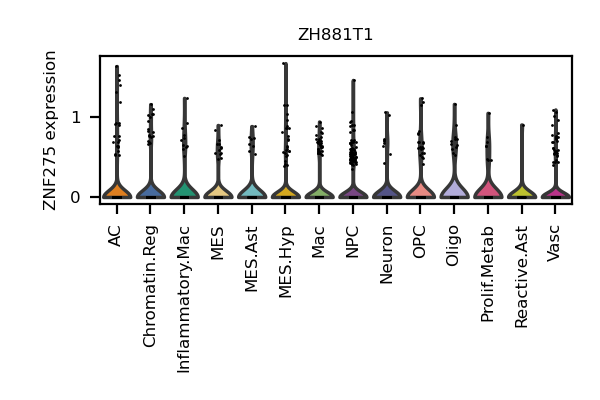 ZH881T1
ZNF275 expression
1
0
AC
Chromatin.Reg
Inflammatory.Mac
MES
MES.Ast
MES.Hyp
Mac
NPC
Neuron
OPC
Oligo
Prolif.Metab
Reactive.Ast
Vasc